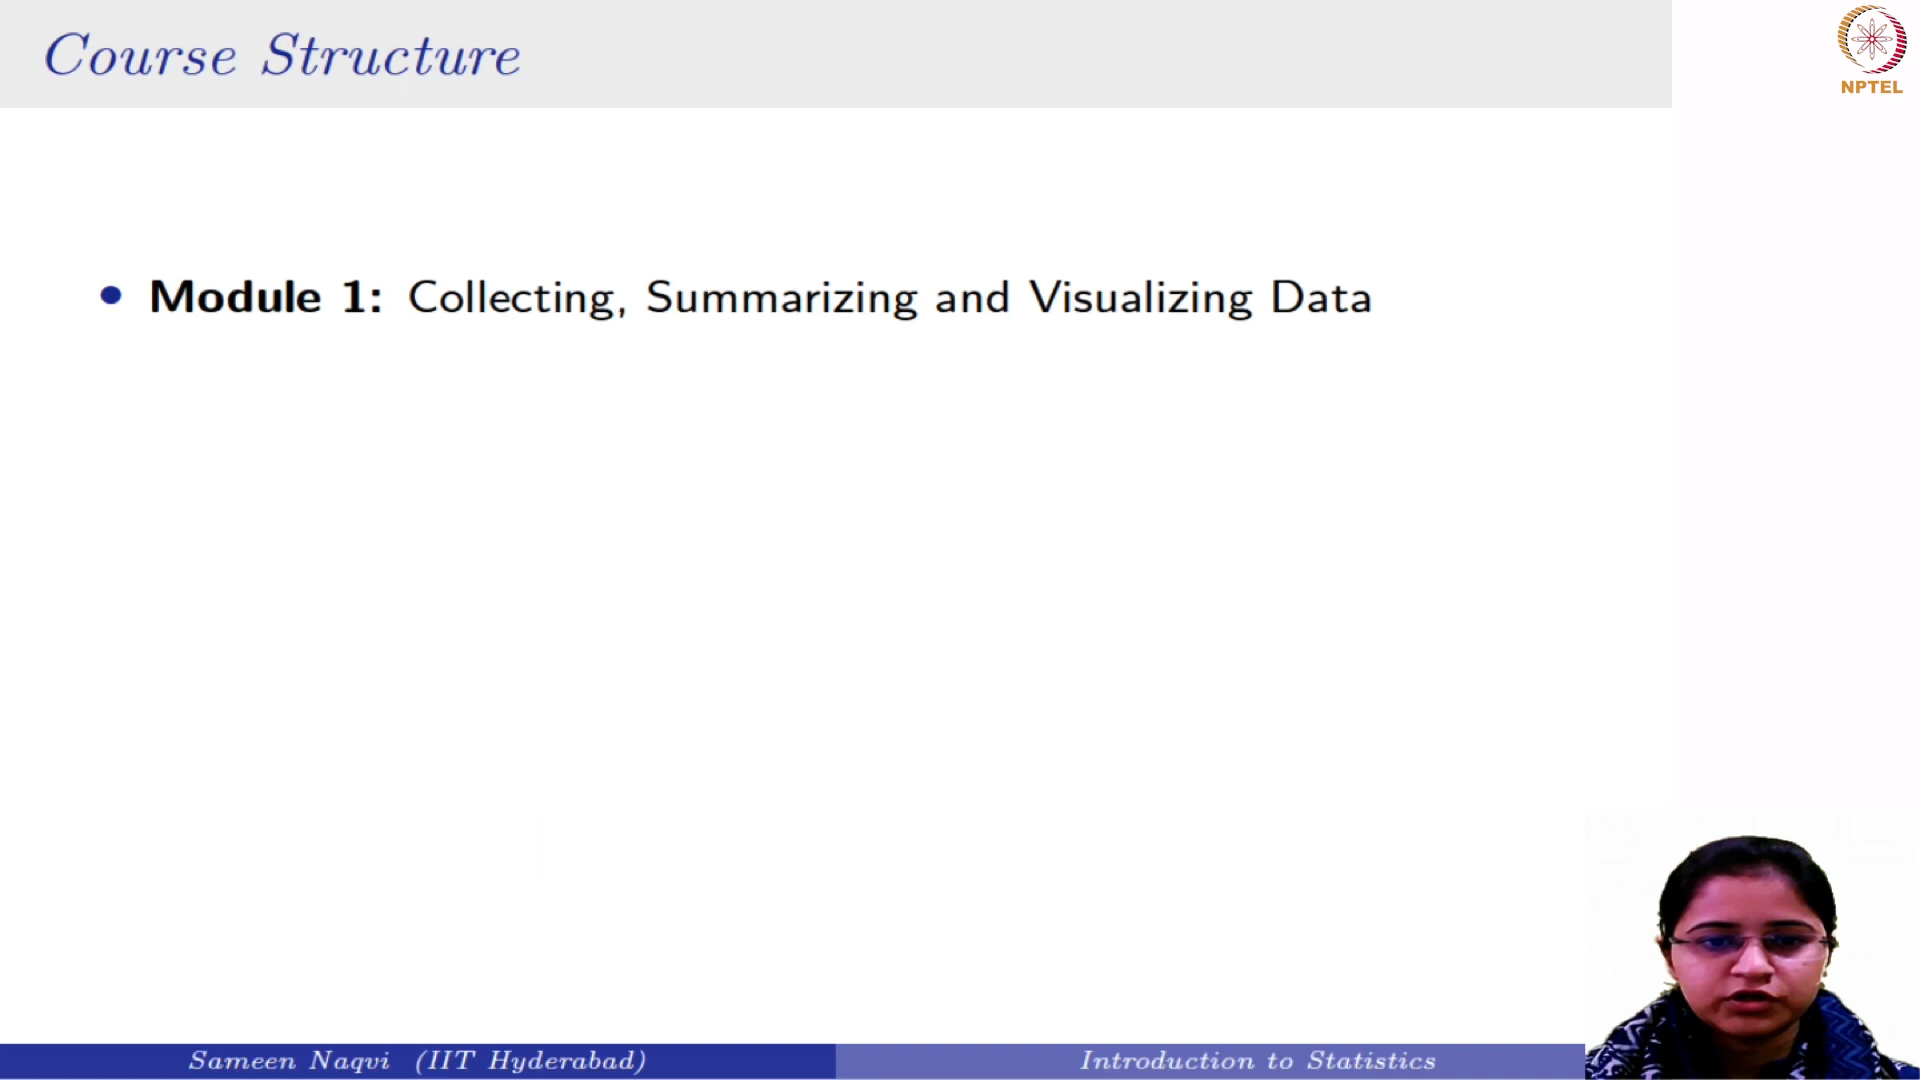 Course Structure
NPTEL
• Module 1: Collecting, Summarizing and Visualizing Data
Sameen Naqvi (IIT Hyderabad)
Introduction to Statistics